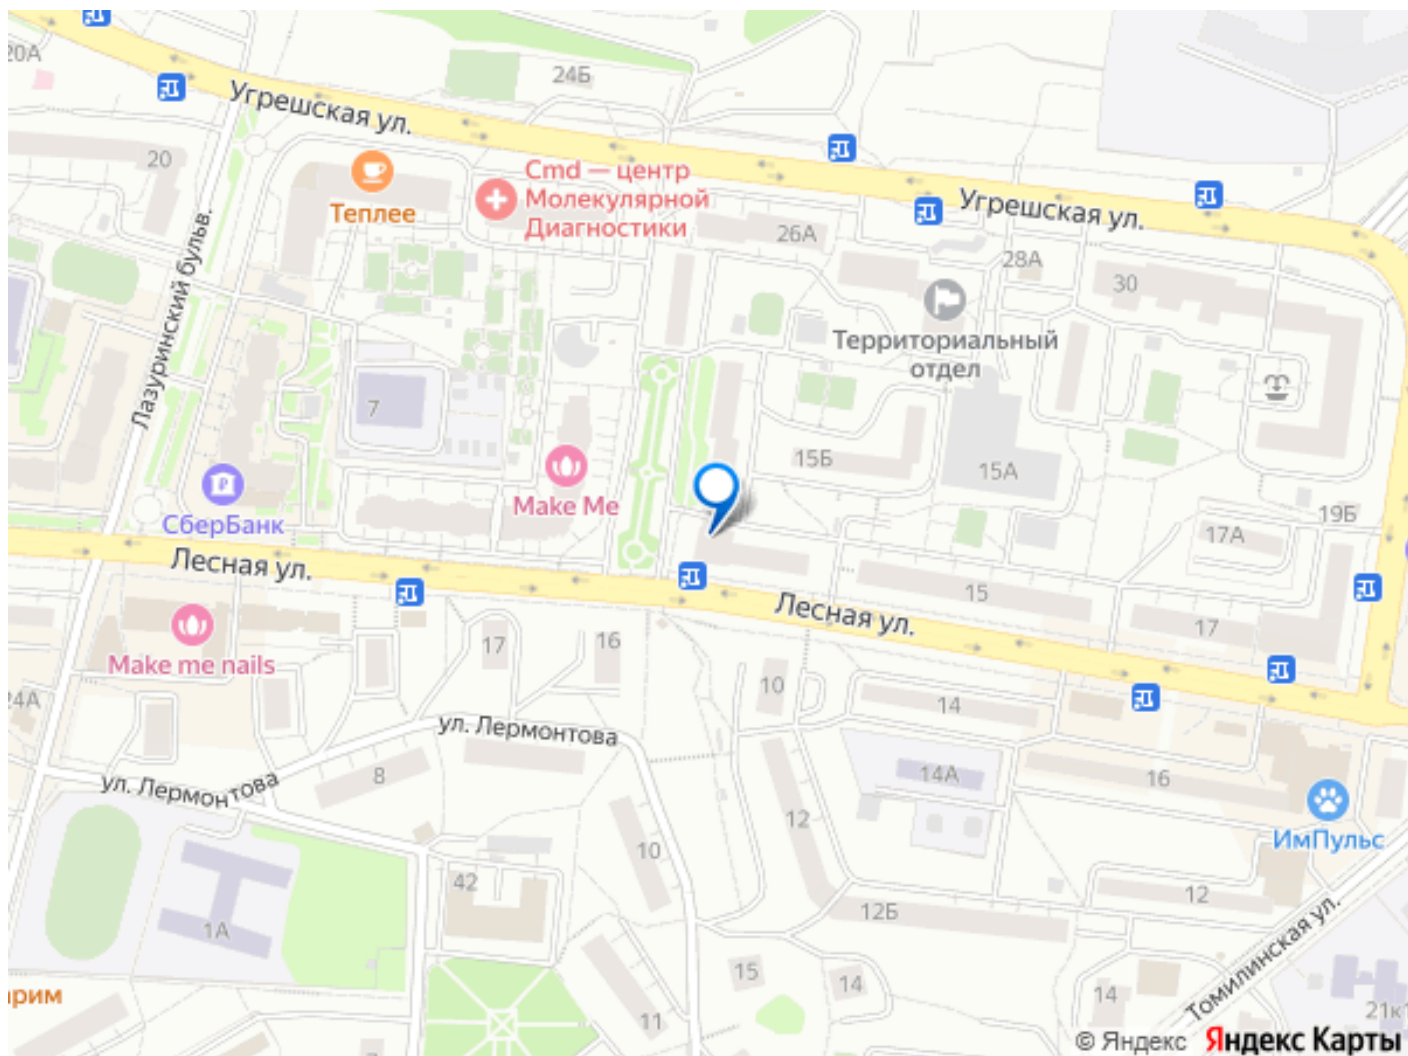 20А
24Б
Угрешская ул.
20
Cmd — центр
Молекулярной
Диагностики
Теплее
Угрешская ул.
26А
28А
30
Лазуринский бульв.
Территориальный
отдел
7
15Б
15А
Make Me
СберБанк
19Б
17А
Лесная ул.
15
Лесная ул.
17
17
16
Make me nails
10
24А
14
ул. Лермонтова
8
14А
16
ул. Лермонтова
12
ИмПульс
10
42
12
12Б
1А
Томилинская ул.
15
14
14
арим
21к1
11
7
© Яндекс Яндекс Карты